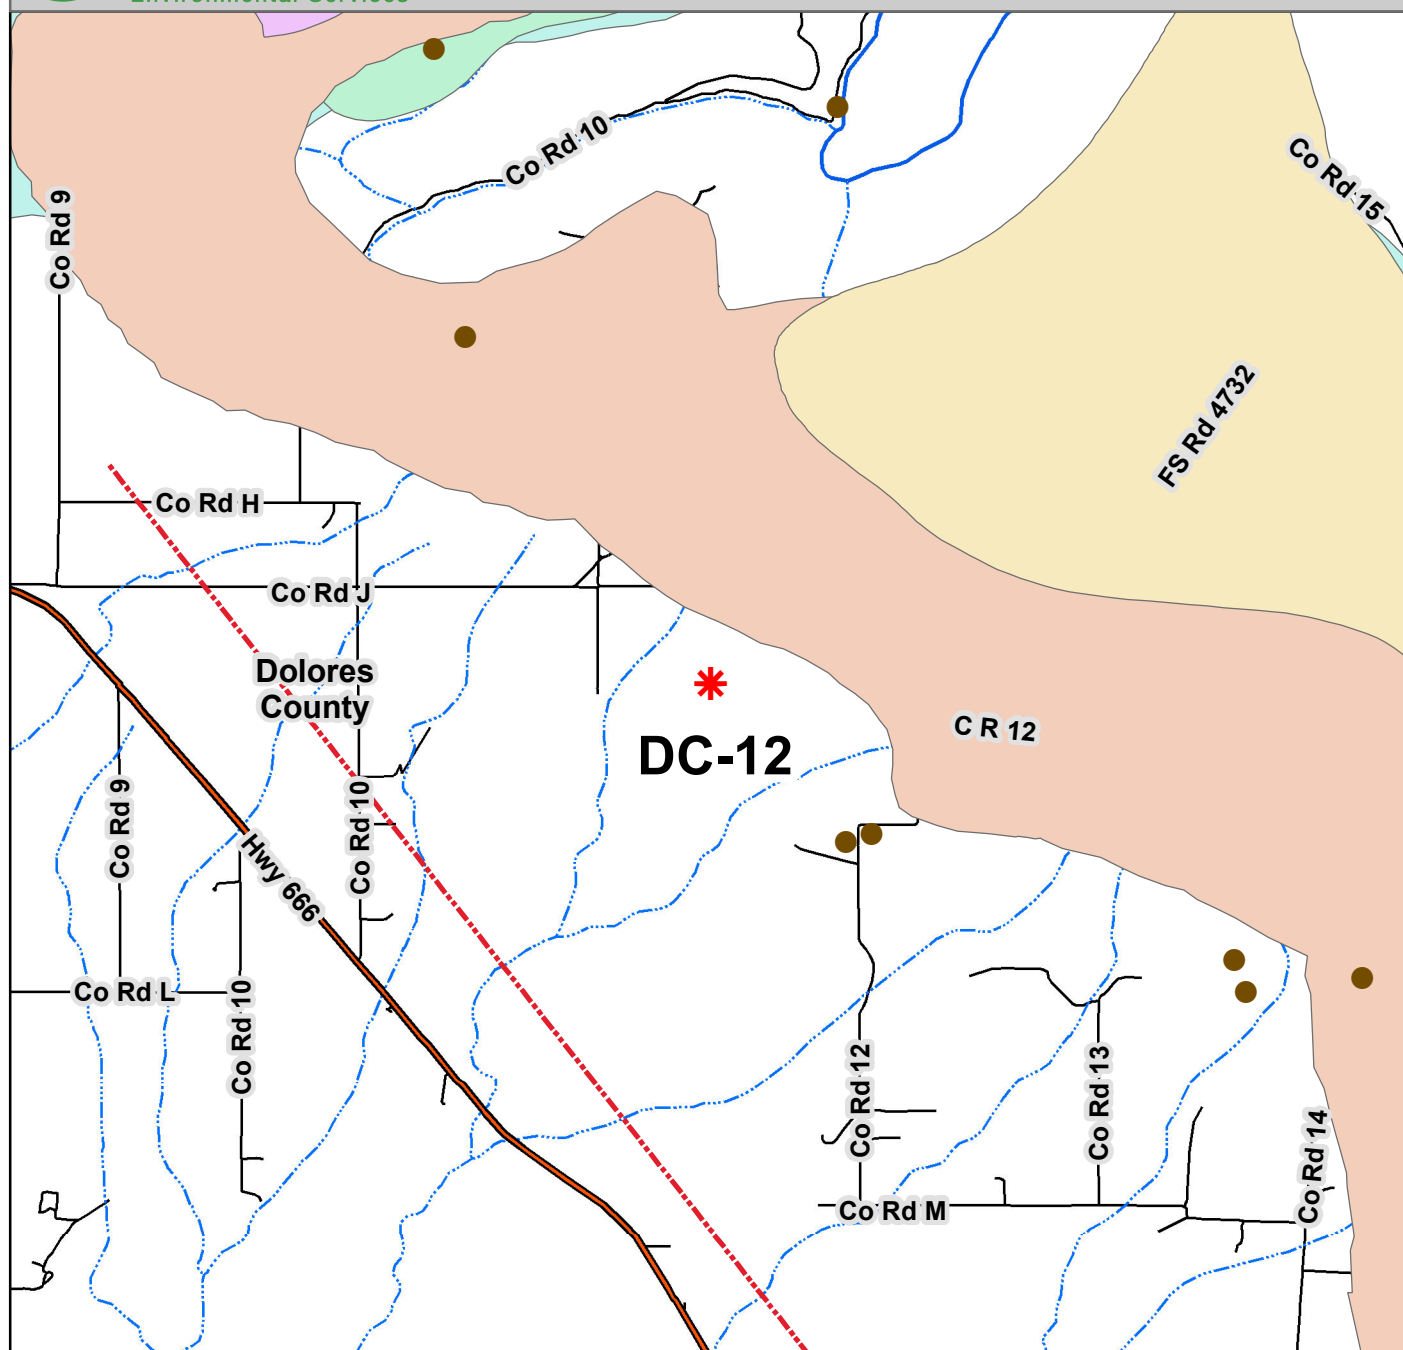 Environmental Services
Co Rd 10
Co Rd 15
Co Rd 9
FS Rd 4732
Co Rd H
Co Rd J
Dolores
County
C R 12
DC-12
Co Rd 9
Co Rd 10
Hwy 666
Co Rd L
Co Rd 10
Co Rd 12
Co Rd 13
Co Rd 14
Co Rd M